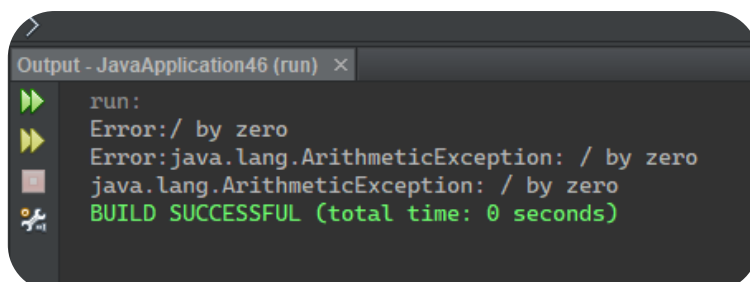 Output - JavaApplication46 (run) ×
run:
Error:/ by zero
Error:java.lang.ArithmeticException: / by zero
java.lang.ArithmeticException: / by zero
BUILD SUCCESSFUL (total time: 0 seconds)